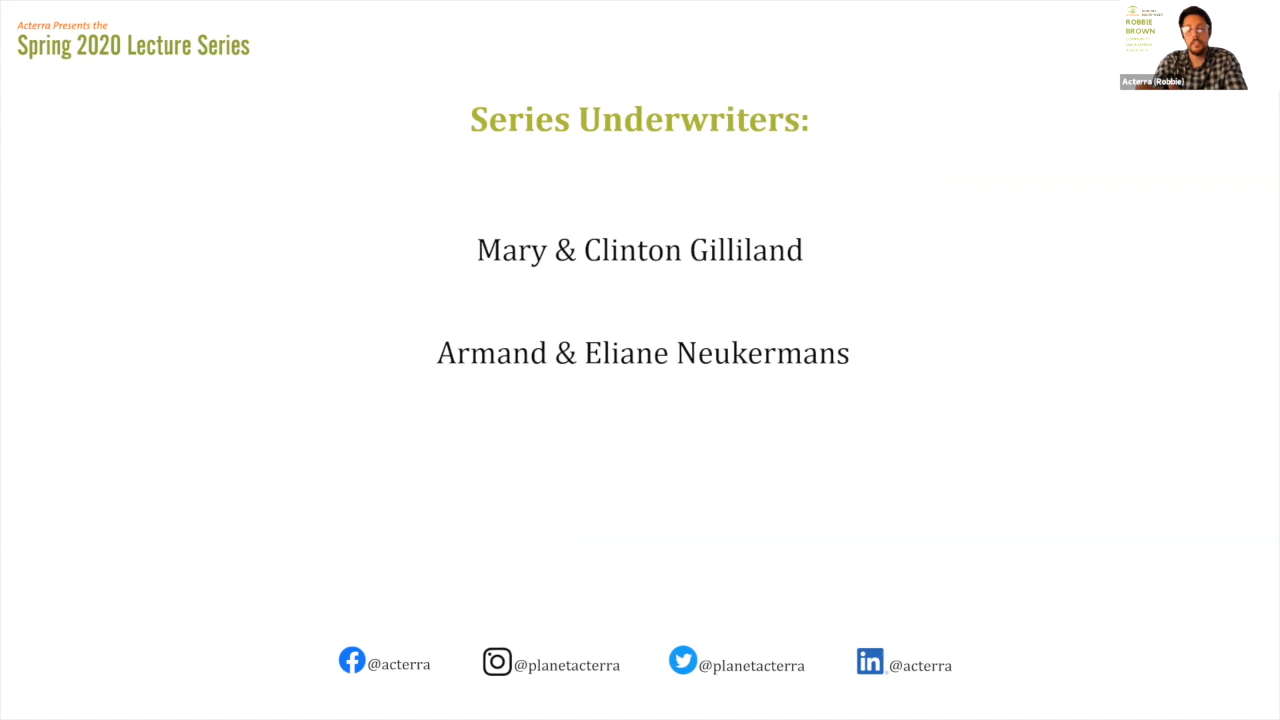 Acterra Presents the
Spring 2020 Lecture Series
ROBBIE
BROWN
Acterra (Robbie)
Series Underwriters:
Mary & Clinton Gilliland
Armand & Eliane Neukermans
@acterra
@planetacterra
@planetacterra
@acterra